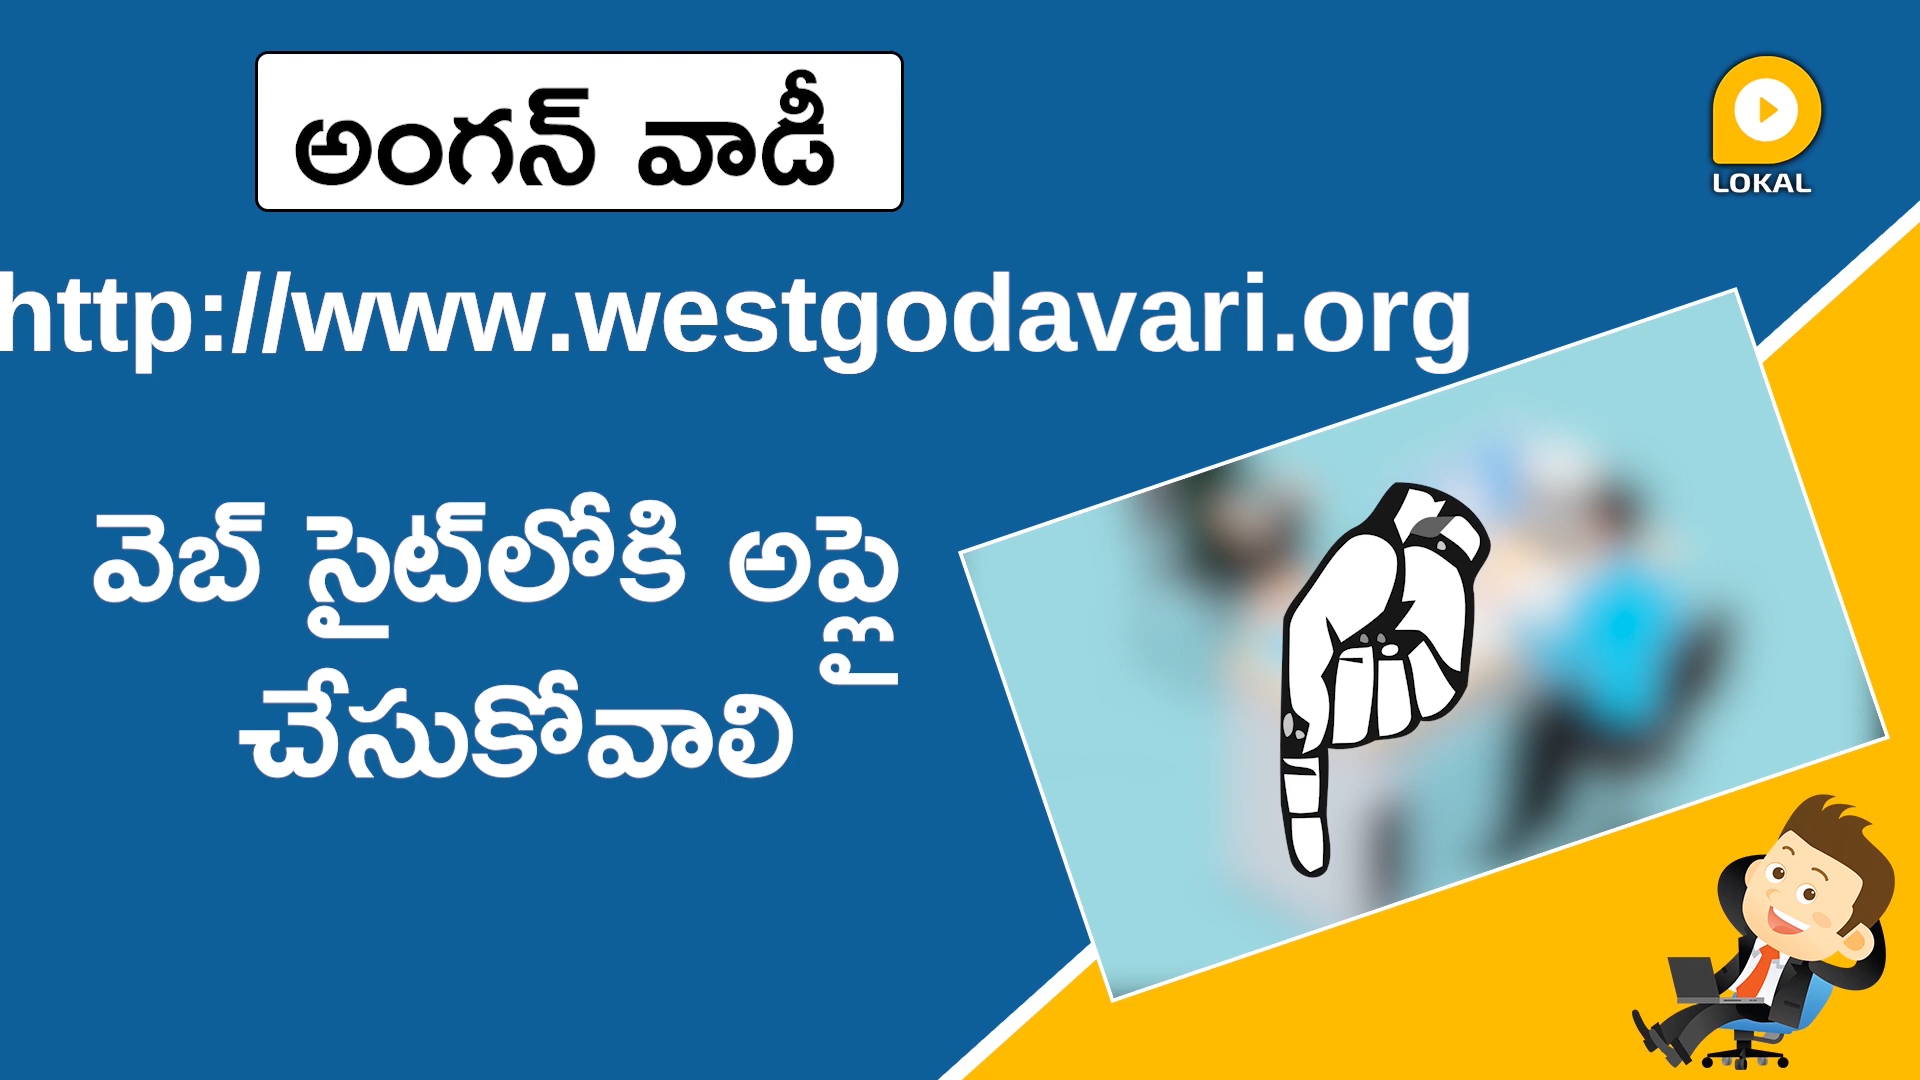 అంగన్ వాడీ
LOKAL
http://www.westgodavari.org
వెబ్ సైట్‌లోకి అప్లై
చేసుకోవాలి